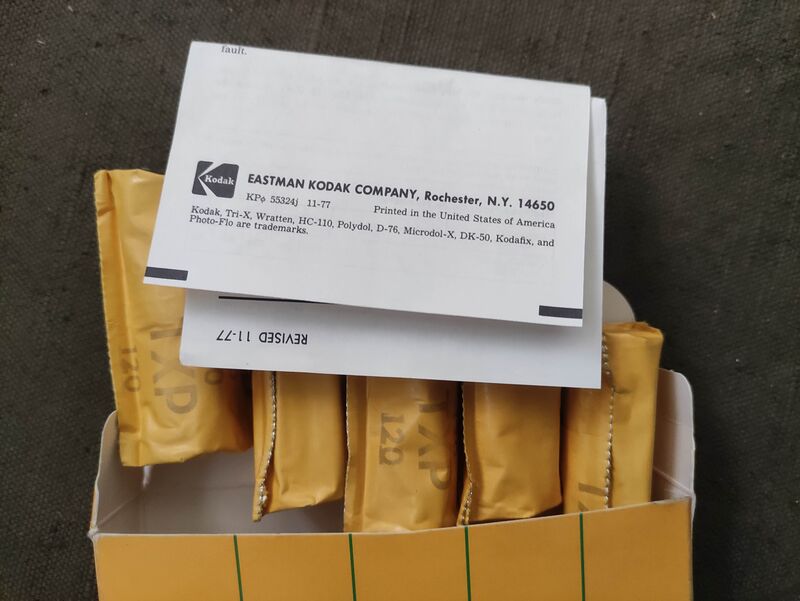 fault.
Kodak
EASTMAN KODAK COMPANY, Rochester, N.Y. 14650
KPφ 55324j 11-77 Printed in the United States of America
Kodak, Tri-X, Wratten, HC-110, Polydol, D-76, Microdol-X, DK-50, Kodafix, and
Photo-Flo are trademarks.
REVISED 11-77
TXP
120
TXP
120